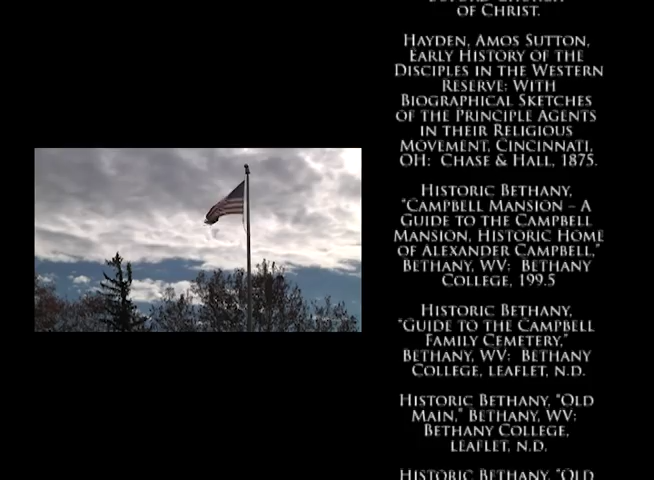 OF CHRIST.
HAYDEN, AMOS SUTTON,
EARLY HISTORY OF THE
DISCIPLES IN THE WESTERN
RESERVE; WITH
BIOGRAPHICAL SKETCHES
OF THE PRINCIPLE AGENTS
IN THEIR RELIGIOUS
MOVEMENT, CINCINNATI,
OH: CHASE & HALL, 1875.
HISTORIC BETHANY,
"CAMPBELL MANSION – A
GUIDE TO THE CAMPBELL
MANSION, HISTORIC HOME
OF ALEXANDER CAMPBELL,"
BETHANY, WV: BETHANY
COLLEGE, 199.5
HISTORIC BETHANY,
"GUIDE TO THE CAMPBELL
FAMILY CEMETERY,"
BETHANY, WV: BETHANY
COLLEGE, LEAFLET, N.D.
HISTORIC BETHANY, "OLD
MAIN," BETHANY, WV:
BETHANY COLLEGE,
LEAFLET, N.D.
HISTORIC BETHANY, "OLD